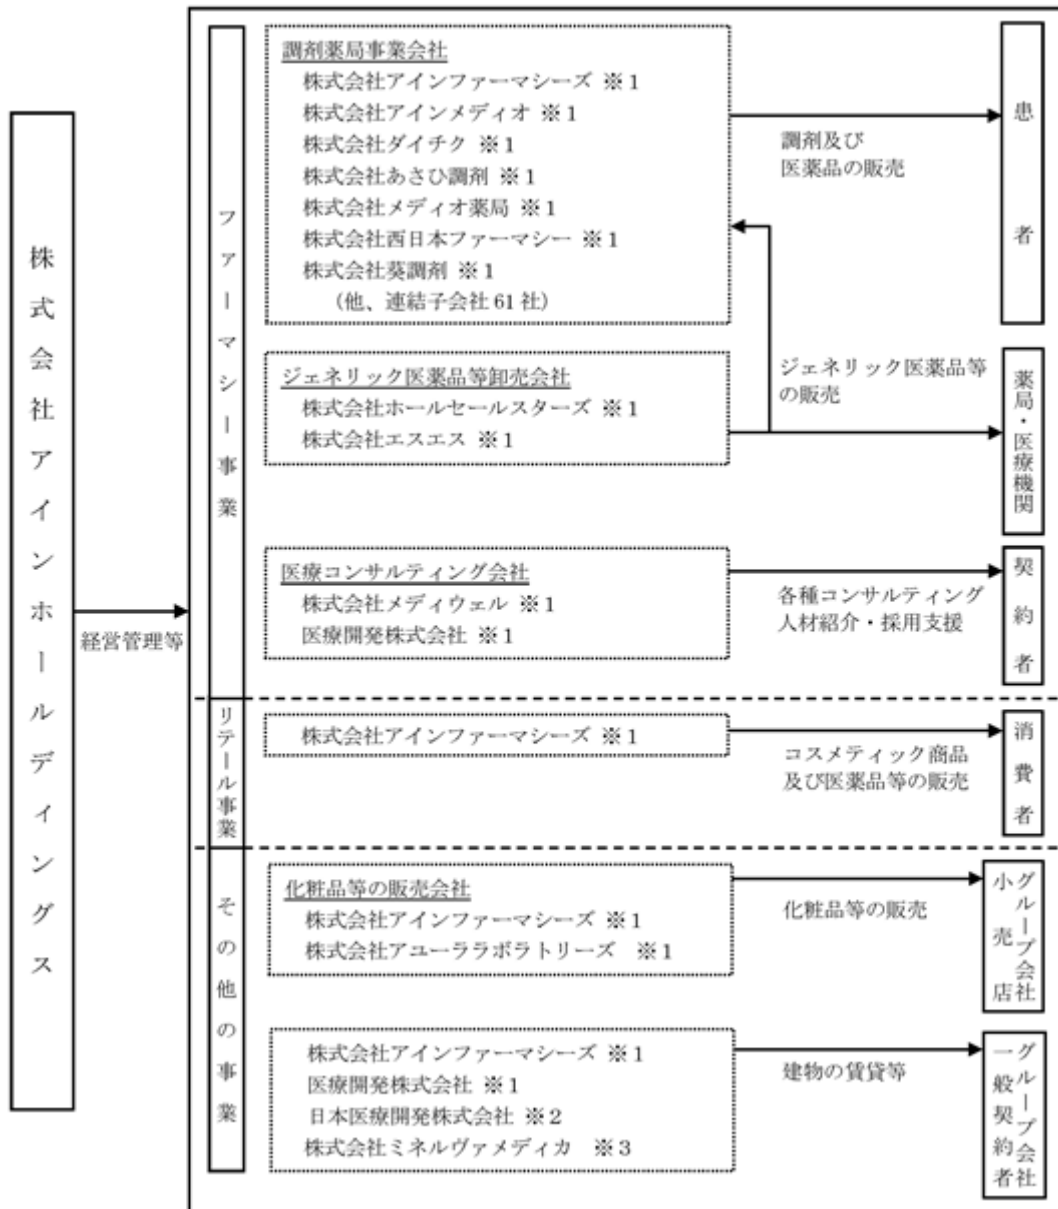 株式会社アインホールディングス
経営管理等
ファーマシー事業
調剤薬局事業会社
株式会社アインファーマシーズ ※1
株式会社アインメディオ ※1
株式会社ダイチク ※1
株式会社あさひ調剤 ※1
株式会社メディオ薬局 ※1
株式会社西日本ファーマシー ※1
株式会社葵調剤 ※1
(他、連結子会社 61 社)
調剤及び
医薬品の販売
患者
ジェネリック医薬品等卸売会社
株式会社ホールセールスターズ ※1
株式会社エスエス ※1
ジェネリック医薬品等
の販売
薬局・医療機関
医療コンサルティング会社
株式会社メディウェル ※1
医療開発株式会社 ※1
各種コンサルティング
人材紹介・採用支援
契約者
リテール事業
株式会社アインファーマシーズ ※1
コスメティック商品
及び医薬品等の販売
消費者
その他の事業
化粧品等の販売会社
株式会社アインファーマシーズ ※1
株式会社アユーララボラトリーズ ※1
化粧品等の販売
グループ会社
小売店
株式会社アインファーマシーズ ※1
医療開発株式会社 ※1
日本医療開発株式会社 ※2
株式会社ミネルヴァメディカ ※3
建物の賃貸等
グループ会社
一般契約者